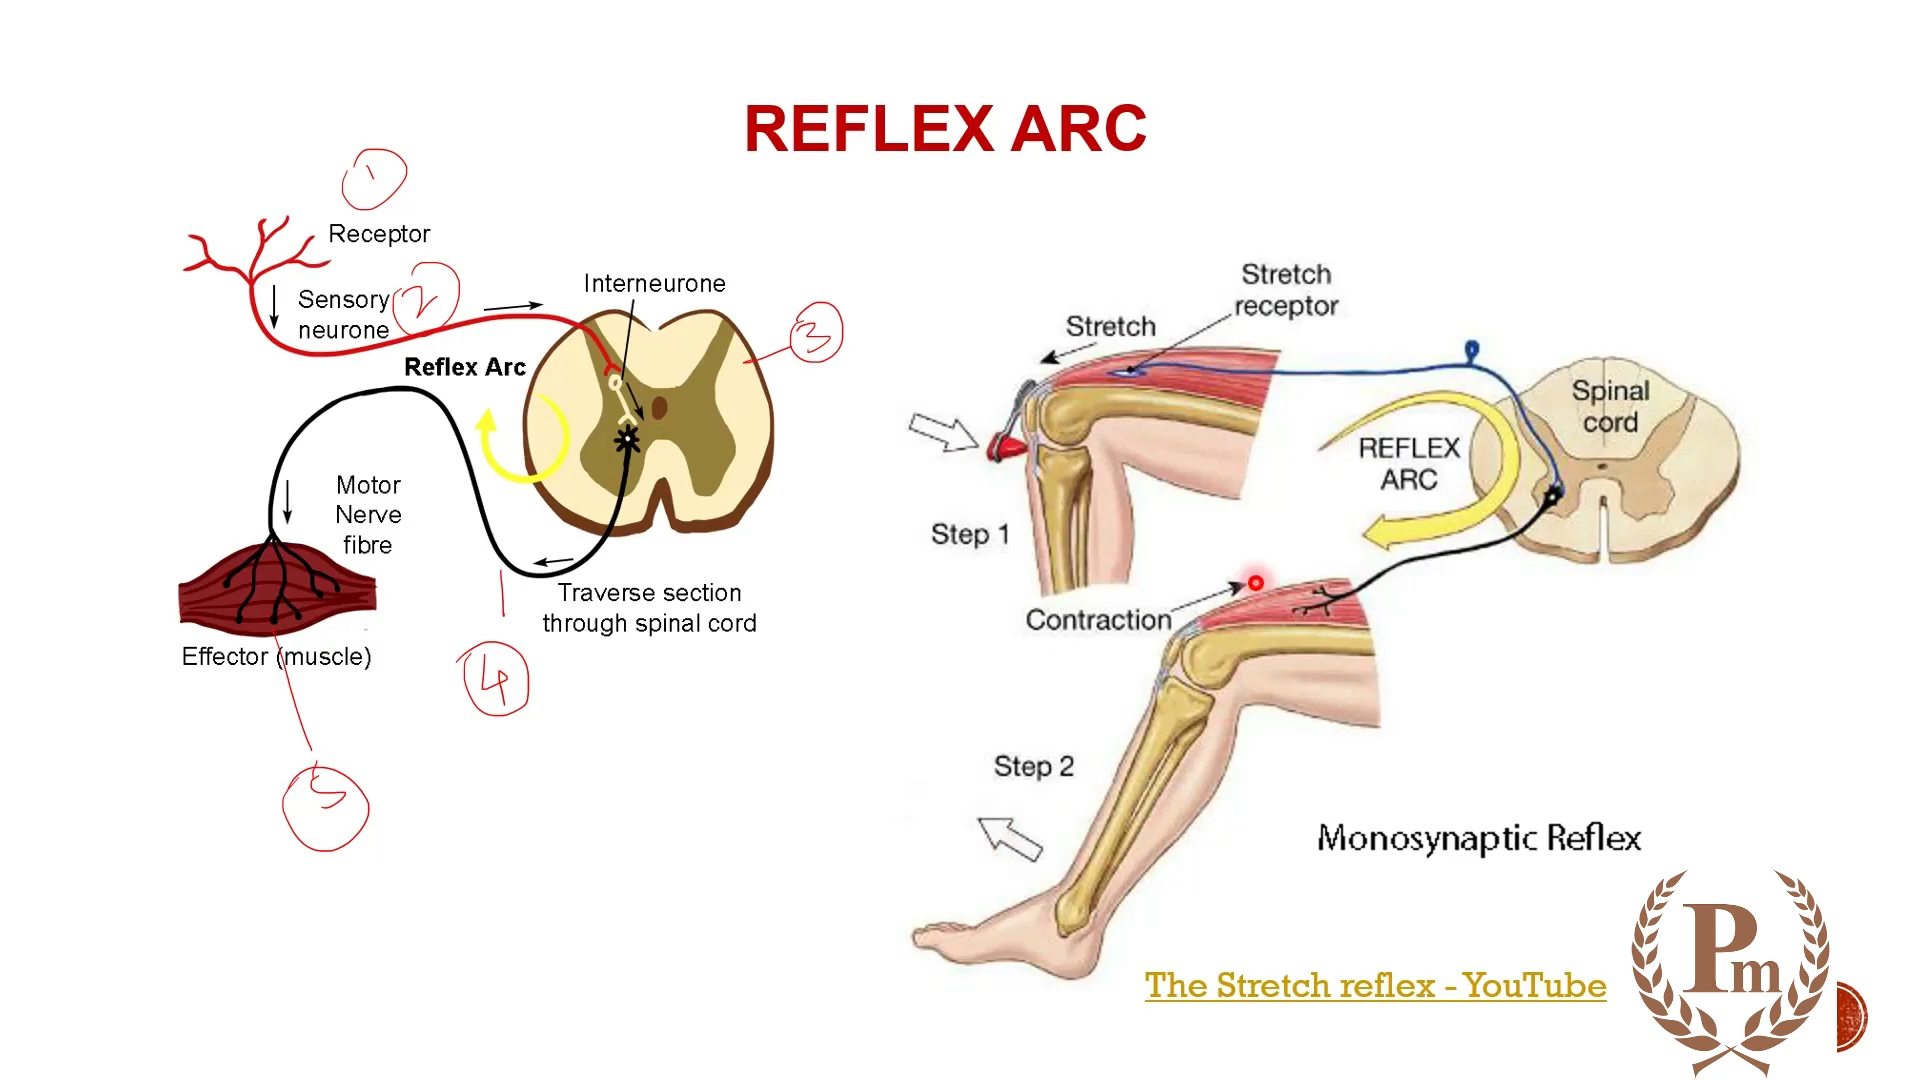 REFLEX ARC
1
Receptor
Sensory
neurone
2
Interneurone
3
Reflex Arc
Motor
Nerve
fibre
Traverse section
through spinal cord
Effector (muscle)
4
5
Stretch
receptor
Stretch
Spinal
cord
REFLEX
ARC
Step 1
Contraction
Step 2
Monosynaptic Reflex
The Stretch reflex - YouTube
Pm